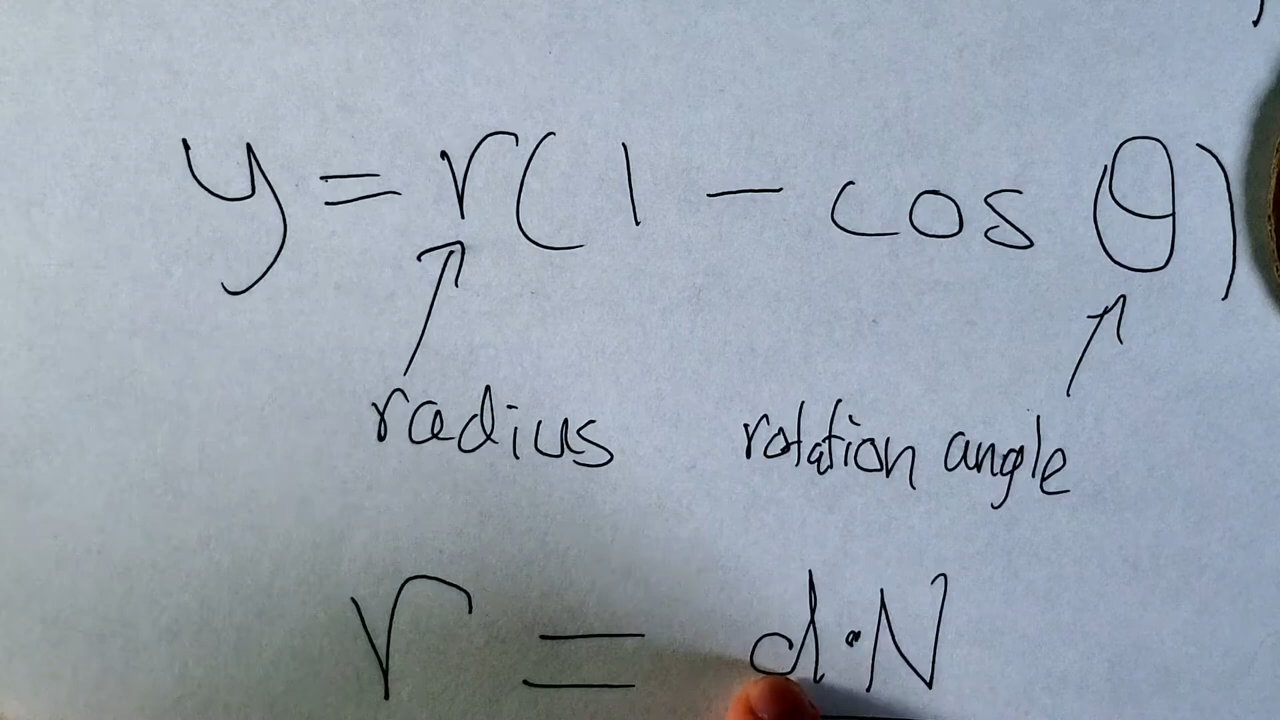 y = r(1 - cos θ)
radius rotation angle
r = d·N